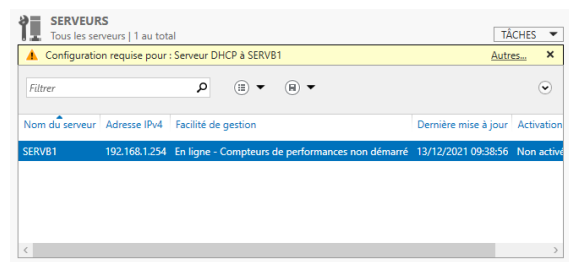 SERVEURS
Tous les serveurs | 1 au total
TÂCHES
Configuration requise pour : Serveur DHCP à SERVB1 Autres...
Filtrer
Nom du serveur Adresse IPv4 Facilité de gestion Dernière mise à jour Activation
SERVB1 192.168.1.254 En ligne - Compteurs de performances non démarré 13/12/2021 09:38:56 Non activé